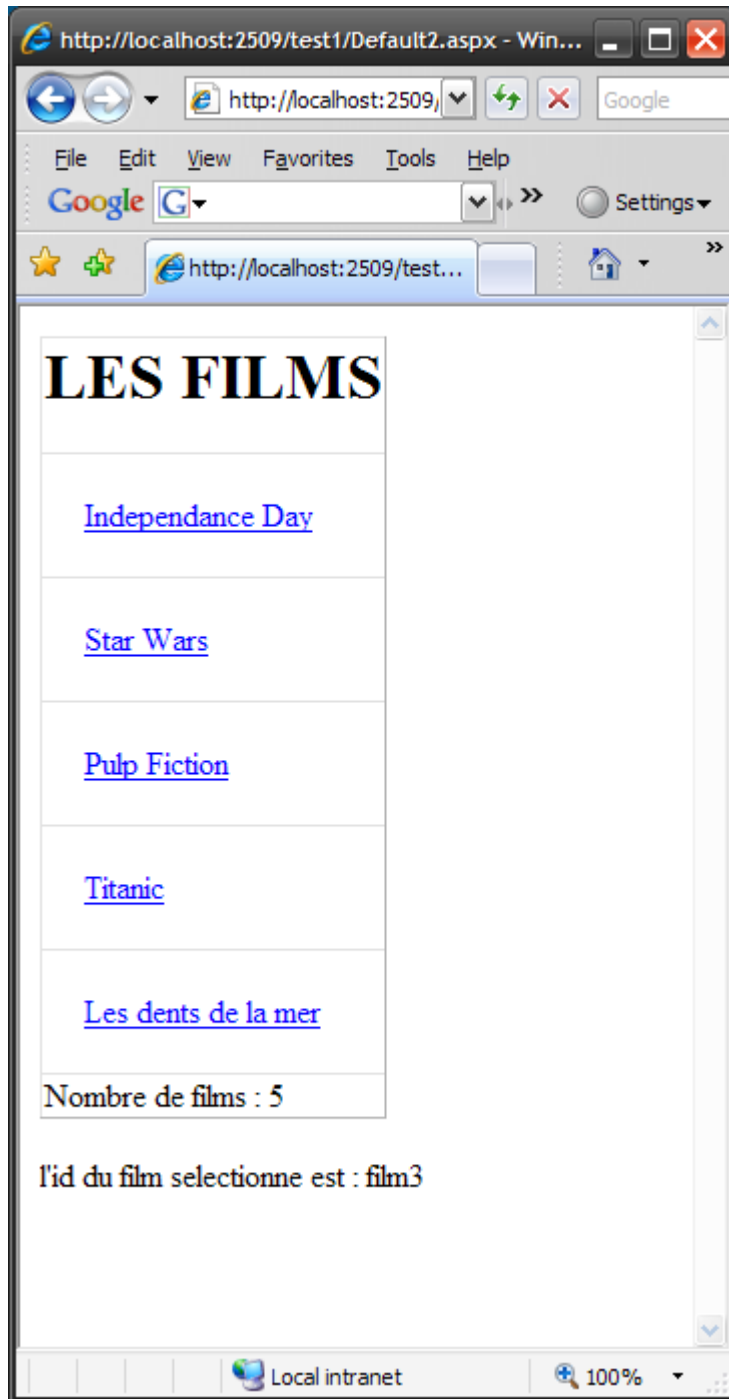 http://localhost:2509/test1/Default2.aspx - Win...
http://localhost:2509/
Google
File Edit View Favorites Tools Help
Google G Settings
http://localhost:2509/test...
LES FILMS
Independance Day
Star Wars
Pulp Fiction
Titanic
Les dents de la mer
Nombre de films : 5
l'id du film selectionne est : film3
Local intranet 100%